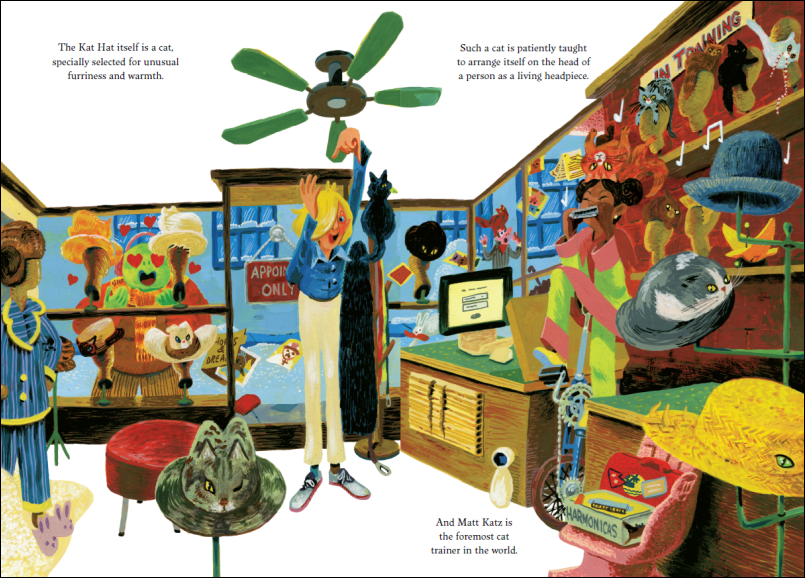 The Kat Hat itself is a cat,
specially selected for unusual
furriness and warmth.
Such a cat is patiently taught
to arrange itself on the head of
a person as a living headpiece.
IN TRAINING
APPOIN
ONLY
HARMONICAS
And Matt Katz is
the foremost cat
trainer in the world.